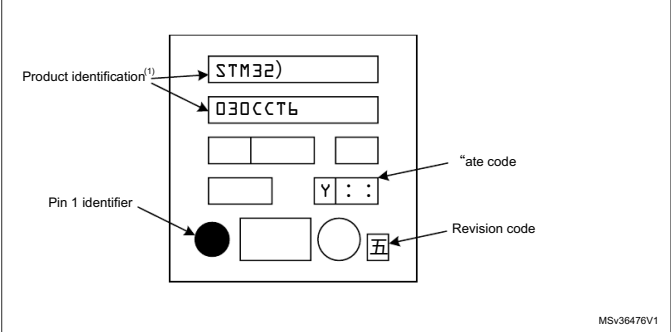 STM32)
Product identification(1)
030CCT6
“ate code
Y : :
Pin 1 identifier
Revision code
五
MSv36476V1